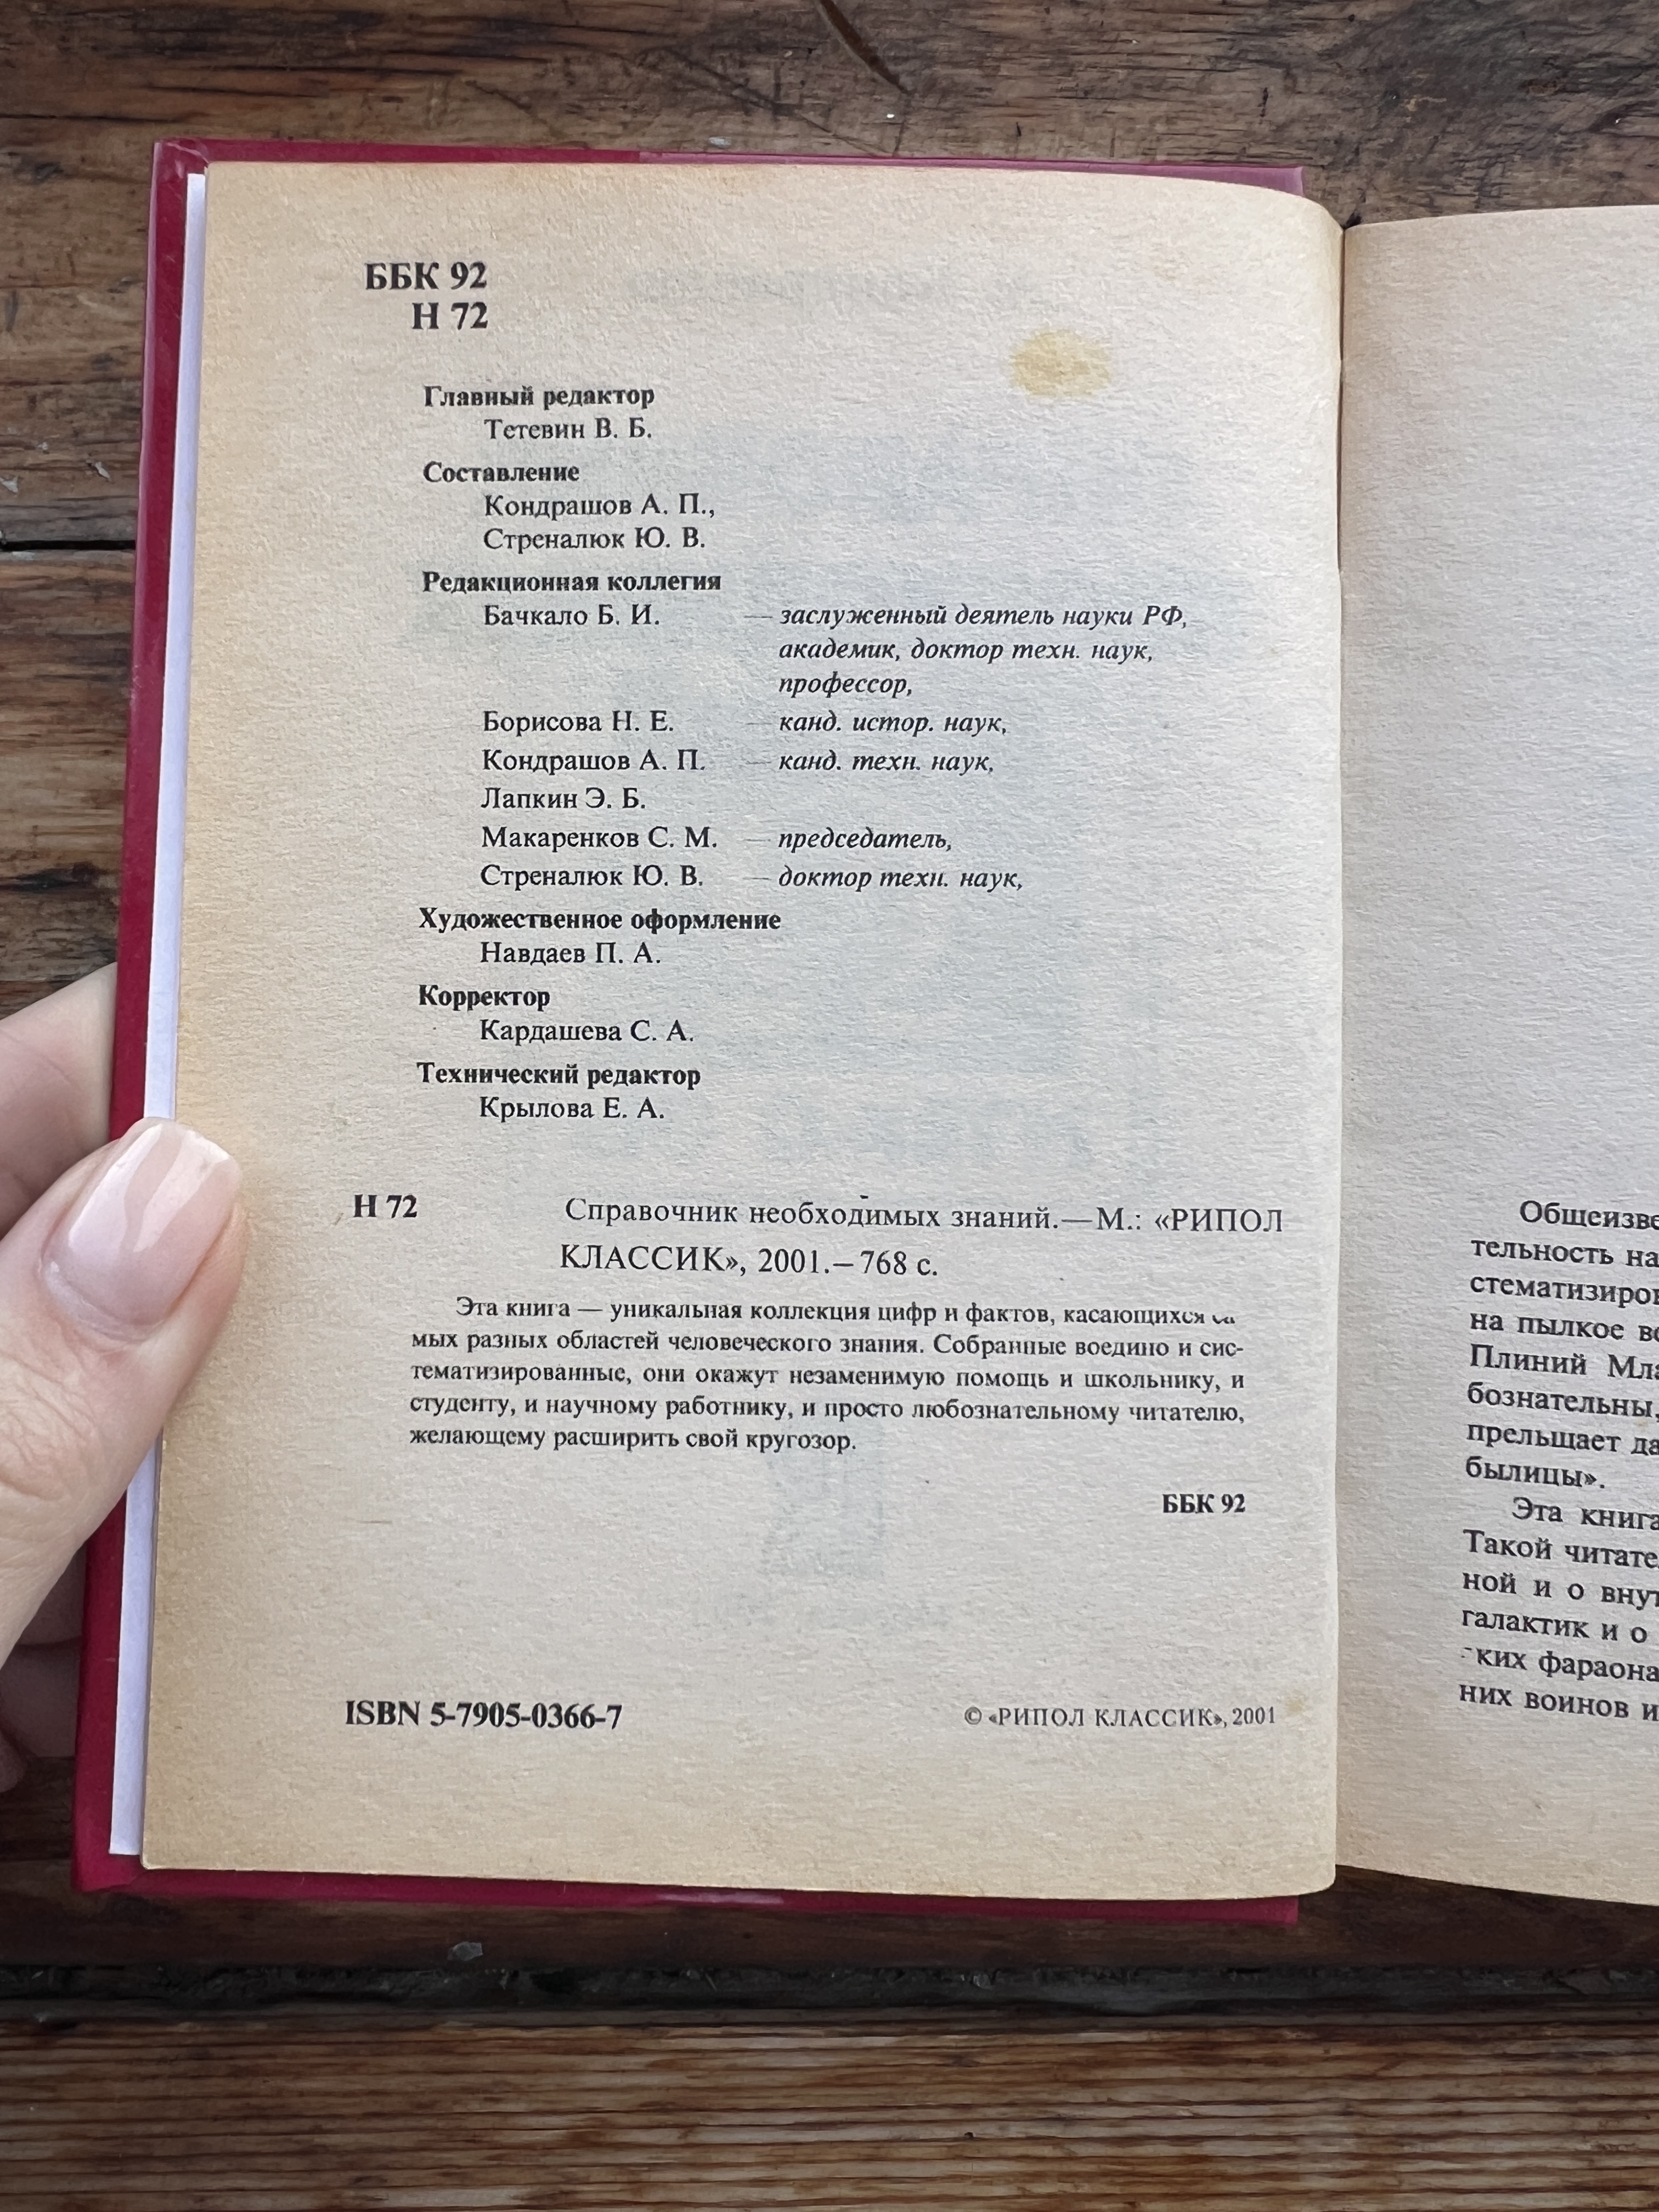 ББК 92
Н 72
Главный редактор
Тетевин В. Б.
Составление
Кондрашов А. П.,
Стреналюк Ю. В.
Редакционная коллегия
Бачкало Б. И. — заслуженный деятель науки РФ,
академик, доктор техн. наук,
профессор,
Борисова Н. Е. — канд. истор. наук,
Кондрашов А. П. — канд. техн. наук,
Лапкин Э. Б.
Макаренков С. М. — председатель,
Стреналюк Ю. В. — доктор техн. наук,
Художественное оформление
Навдаев П. А.
Корректор
Кардашева С. А.
Технический редактор
Крылова Е. А.
Н 72 Справочник необходимых знаний.— М.: «РИПОЛ
КЛАССИК», 2001.– 768 с.
Эта книга — уникальная коллекция цифр и фактов, касающихся са
мых разных областей человеческого знания. Собранные воедино и сис-
тематизированные, они окажут незаменимую помощь и школьнику, и
студенту, и научному работнику, и просто любознательному читателю,
желающему расширить свой кругозор.
ББК 92
ISBN 5-7905-0366-7 © «РИПОЛ КЛАССИК», 2001
Общеизве
тельность на
стематизиров
на пылкое во
Плиний Мла
бознательны,
прельщает да
былицы».
Эта книга
Такой читате
ной и о внут
галактик и о
ких фараона
них воинов и